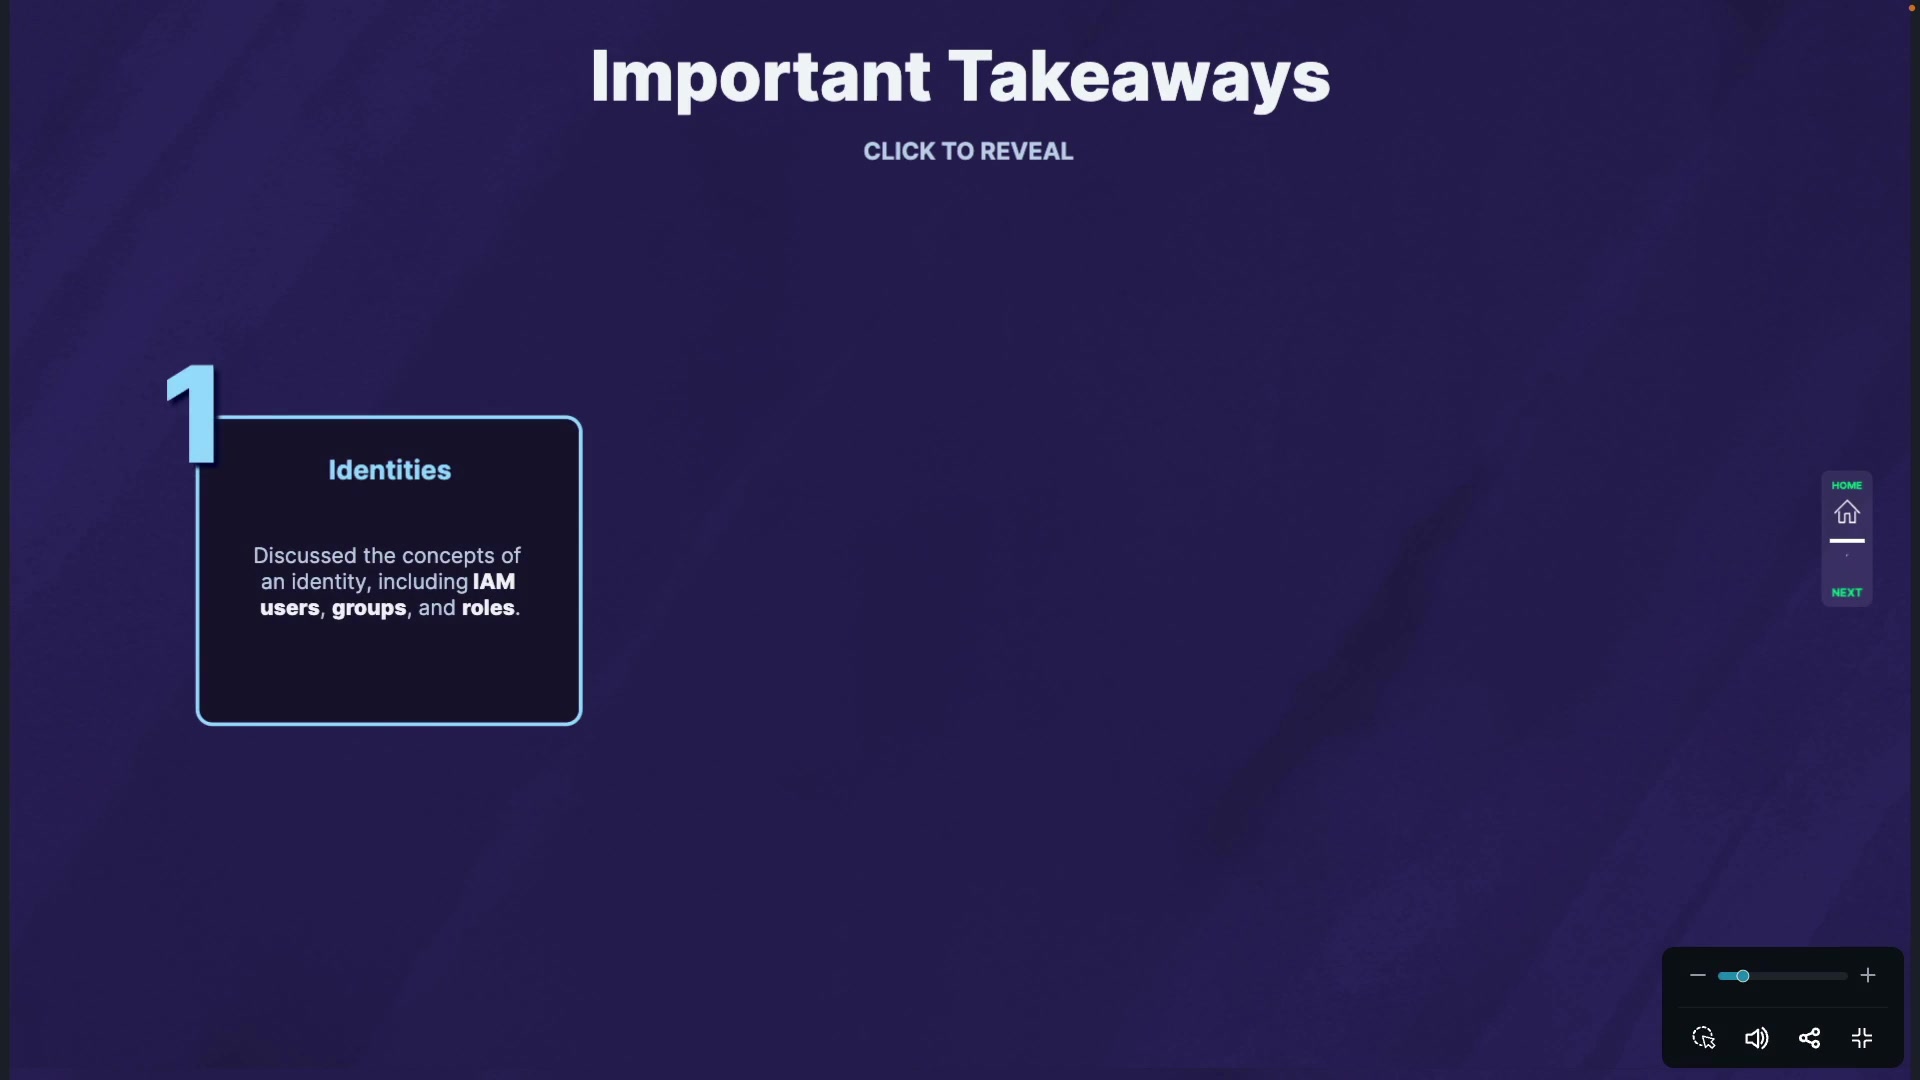 Important Takeaways
CLICK TO REVEAL
1
Identities
Discussed the concepts of
an identity, including IAM
users, groups, and roles.
HOME
NEXT